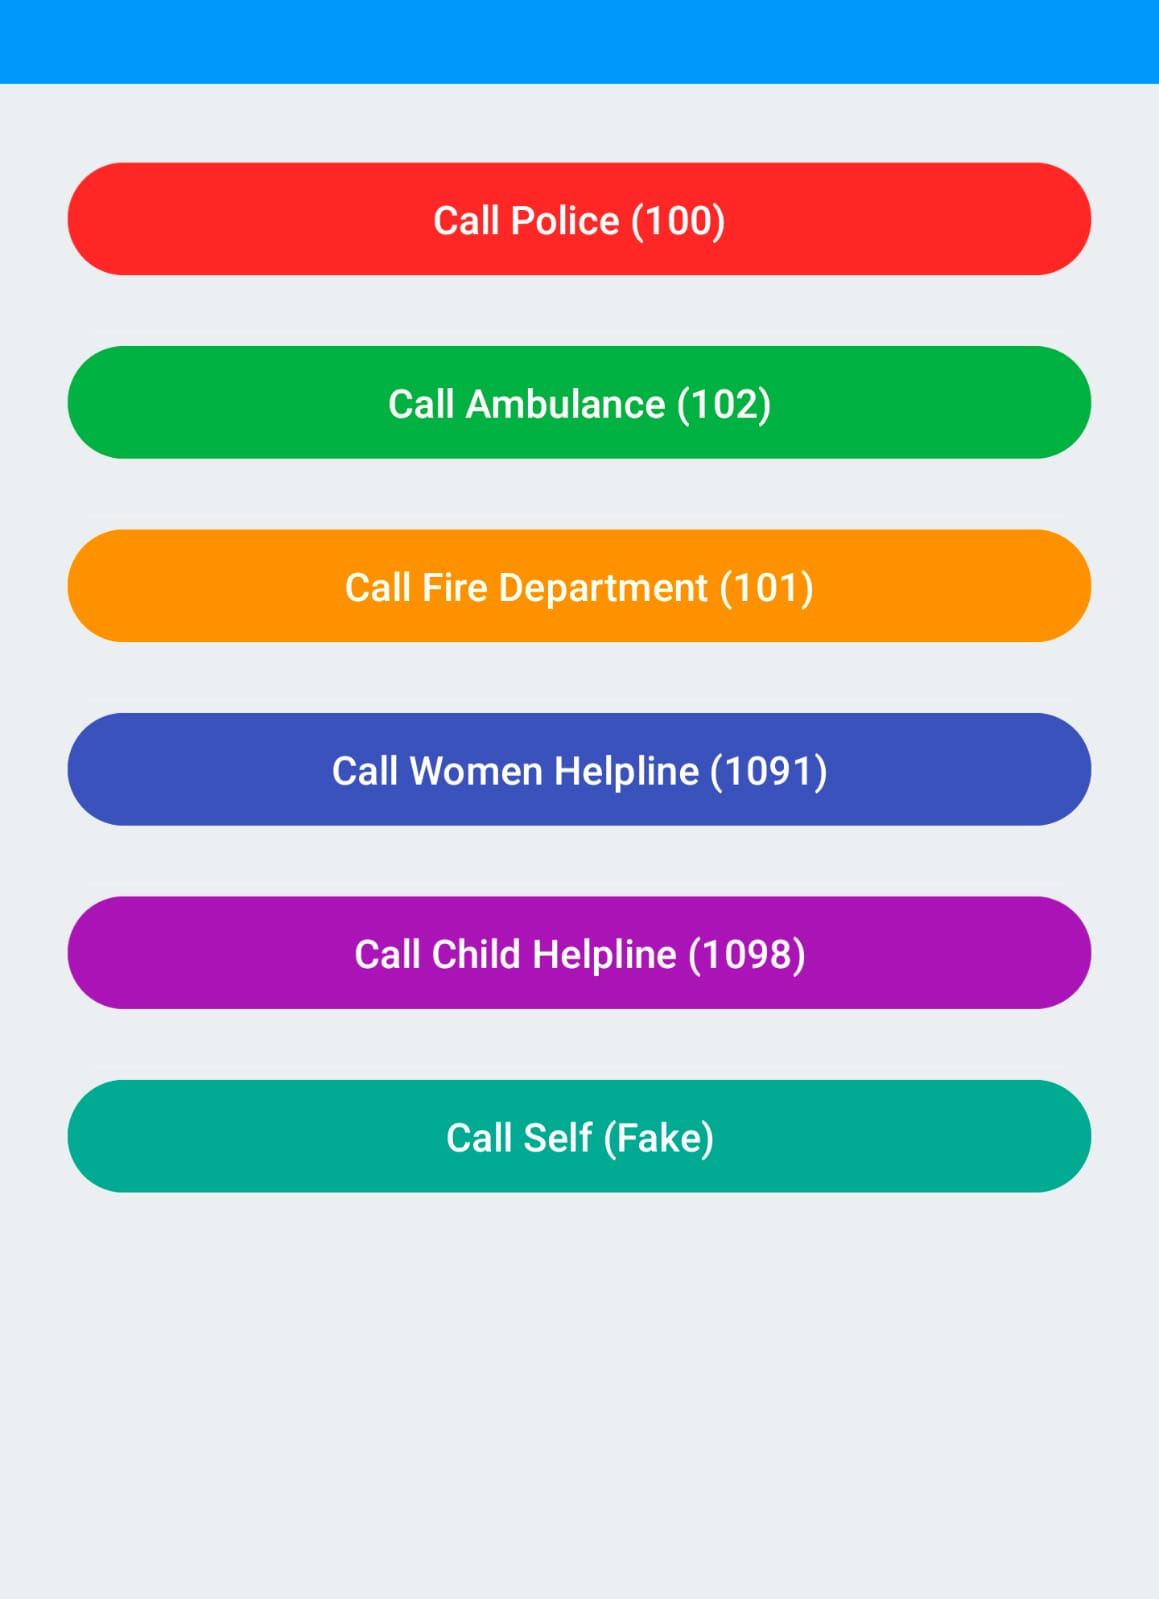 Call Police (100)
Call Ambulance (102)
Call Fire Department (101)
Call Women Helpline (1091)
Call Child Helpline (1098)
Call Self (Fake)